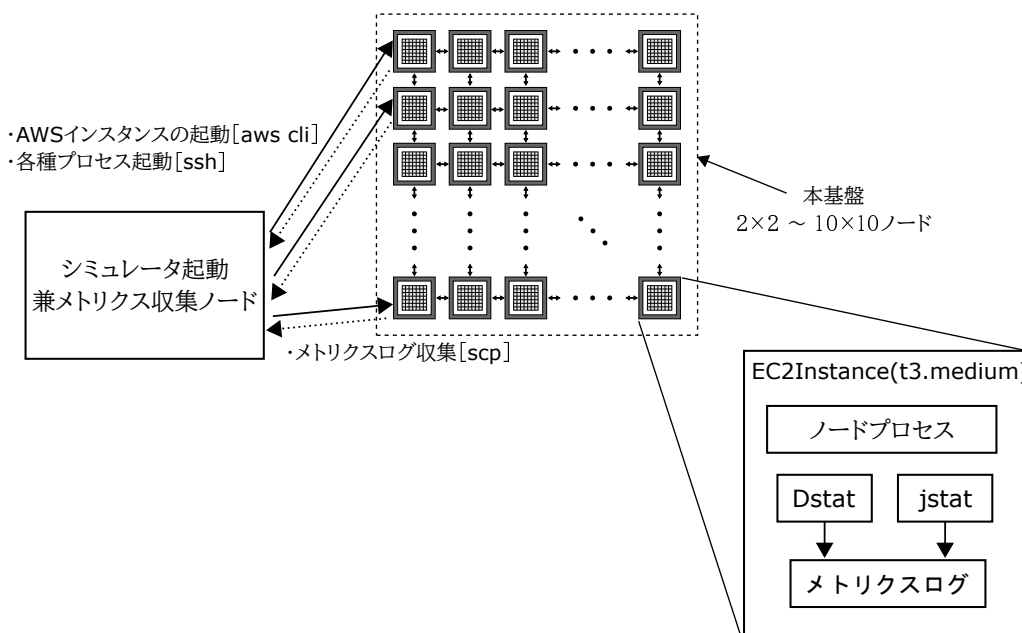 ・AWSインスタンスの起動[aws cli]
・各種プロセス起動[ssh]
シミュレータ起動
兼メトリクス収集ノード
・メトリクスログ収集[scp]
本基盤
2×2 ～ 10×10ノード
EC2Instance(t3.medium)
ノードプロセス
Dstat
jstat
メトリクスログ